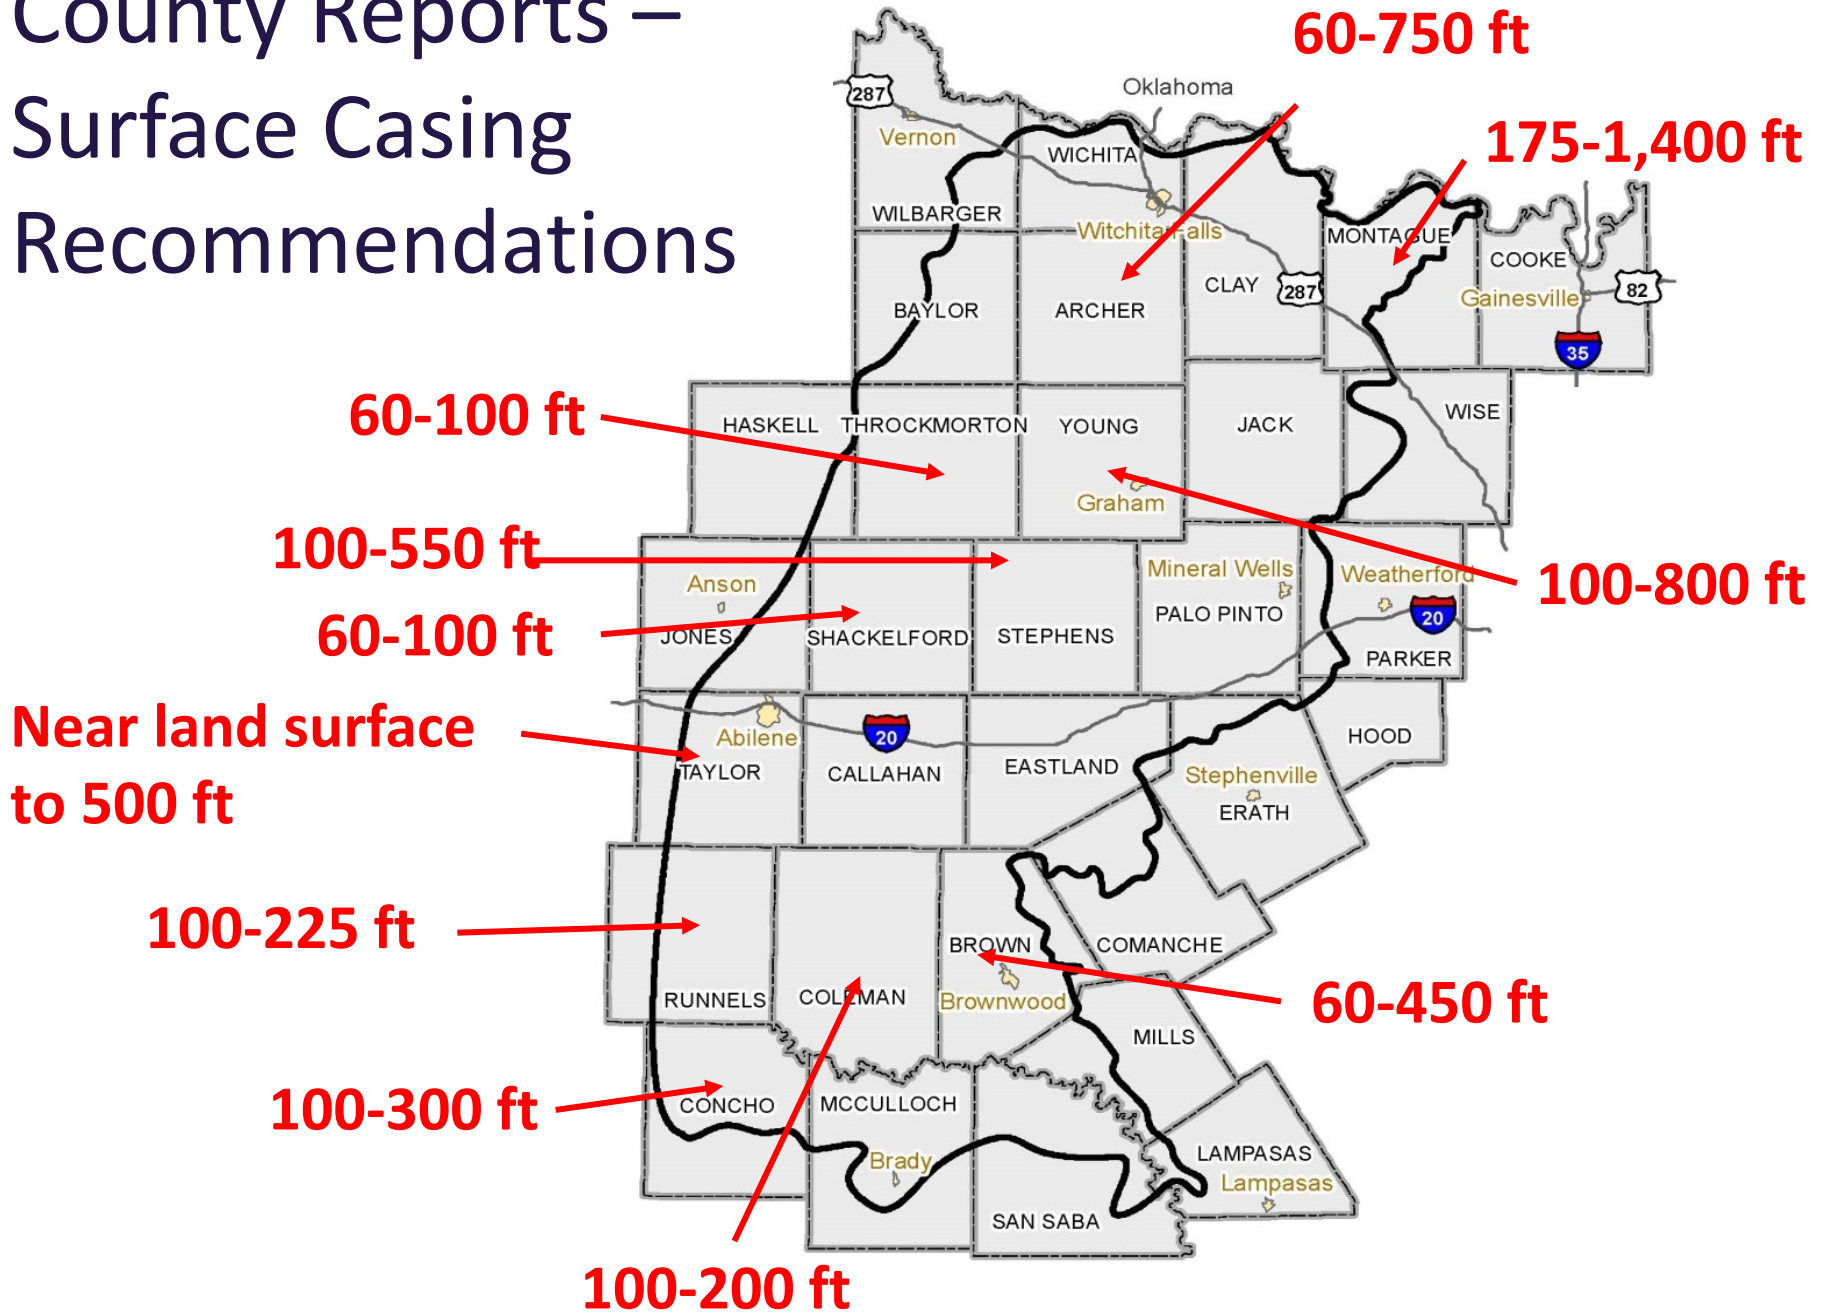 County Reports –
Surface Casing
Recommendations
60-750 ft
Oklahoma
287
Vernon
175-1,400 ft
WICHITA
WILBARGER
Witchita Falls
MONTAGUE
COOKE
CLAY
287
82
Gainesville
BAYLOR
ARCHER
35
60-100 ft
HASKELL
THROCKMORTON
YOUNG
JACK
WISE
Graham
100-550 ft
Mineral Wells
Weatherford
100-800 ft
Anson
PALO PINTO
20
60-100 ft
JONES
SHACKELFORD
STEPHENS
PARKER
Near land surface
to 500 ft
Abilene
20
HOOD
TAYLOR
CALLAHAN
EASTLAND
Stephenville
ERATH
100-225 ft
BROWN
COMANCHE
RUNNELS
COLEMAN
Brownwood
60-450 ft
MILLS
100-300 ft
CONCHO
MCCULLOCH
LAMPASAS
Brady
Lampasas
SAN SABA
100-200 ft